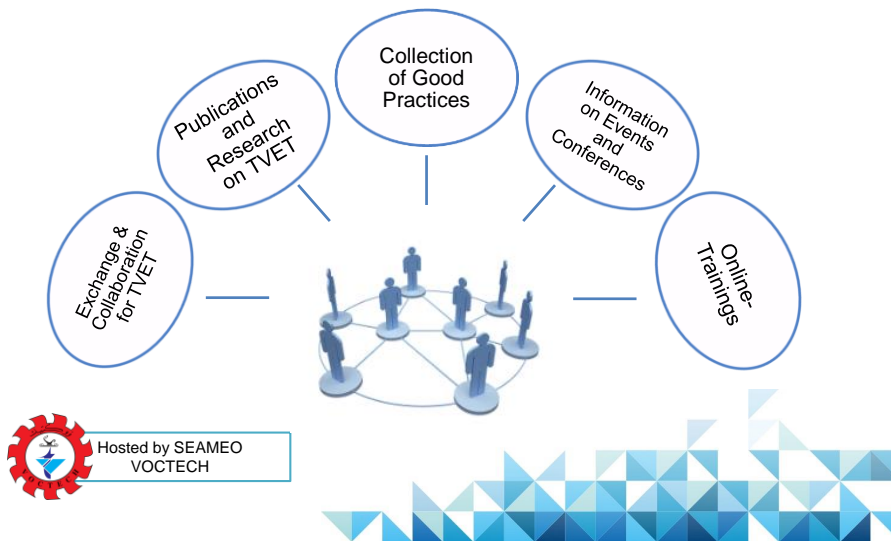 Exchange &
Collaboration
for TVET
Publications
and
Research
on TVET
Collection
of Good
Practices
Information
on Events
and
Conferences
Online-
Trainings
Hosted by SEAMEO
VOCTECH
VOCTECH